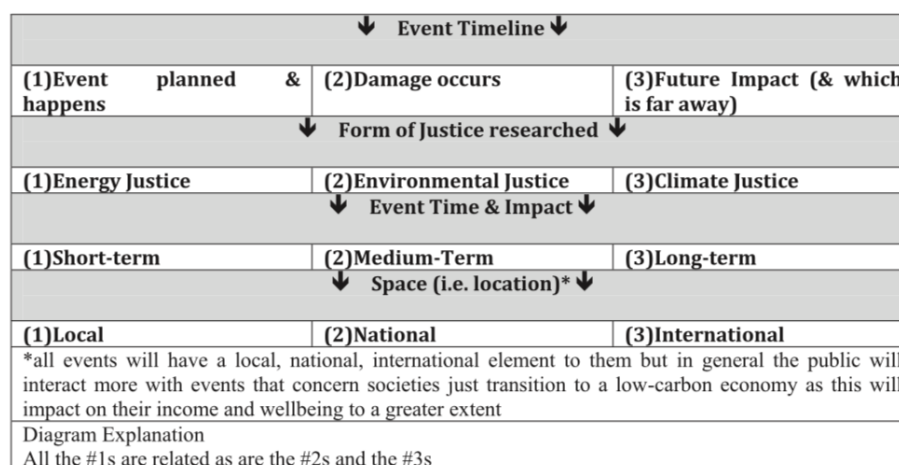 Event Timeline
(1)Event planned & (2)Damage occurs (3)Future Impact (& which
happens is far away)
Form of Justice researched
(1)Energy Justice (2)Environmental Justice (3)Climate Justice
Event Time & Impact
(1)Short-term (2)Medium-Term (3)Long-term
Space (i.e. location)*
(1)Local (2)National (3)International
*all events will have a local, national, international element to them but in general the public will
interact more with events that concern societies just transition to a low-carbon economy as this will
impact on their income and wellbeing to a greater extent
Diagram Explanation
All the #1s are related as are the #2s and the #3s